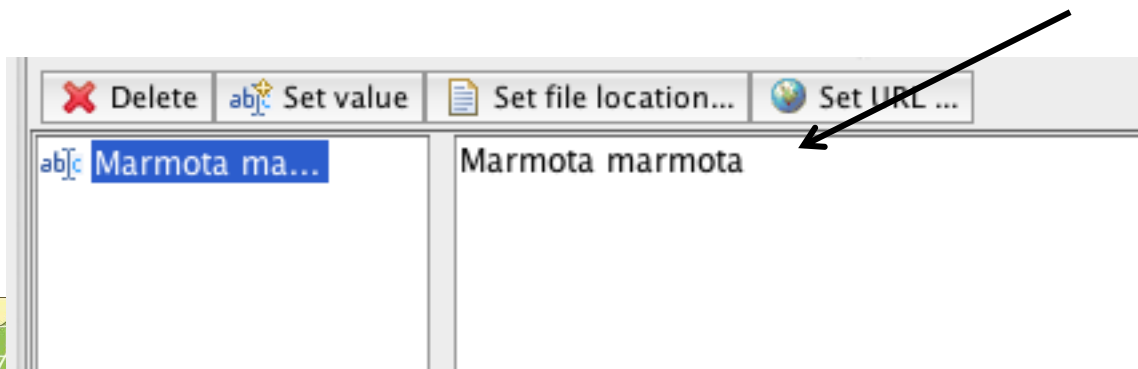 Delete Set value Set file location... Set URL ...
Marmota ma... Marmota marmota